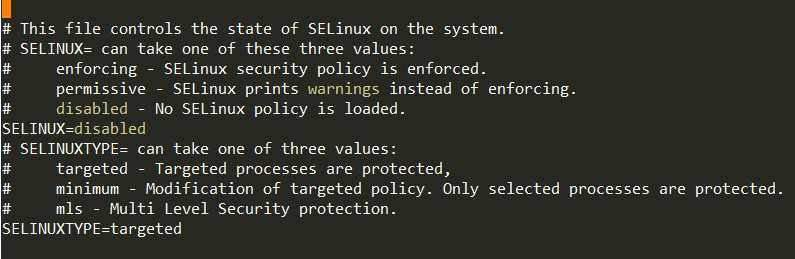 # This file controls the state of SELinux on the system.
# SELINUX= can take one of these three values:
#     enforcing - SELinux security policy is enforced.
#     permissive - SELinux prints warnings instead of enforcing.
#     disabled - No SELinux policy is loaded.
SELINUX=disabled
# SELINUXTYPE= can take one of three values:
#     targeted - Targeted processes are protected,
#     minimum - Modification of targeted policy. Only selected processes are protected.
#     mls - Multi Level Security protection.
SELINUXTYPE=targeted